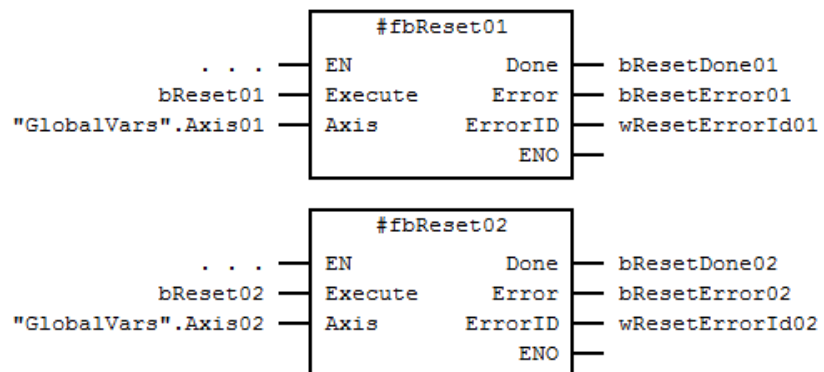 #fbReset01
. . . EN Done bResetDone01
bReset01 Execute Error bResetError01
"GlobalVars".Axis01 Axis ErrorID wResetErrorId01
ENO
#fbReset02
. . . EN Done bResetDone02
bReset02 Execute Error bResetError02
"GlobalVars".Axis02 Axis ErrorID wResetErrorId02
ENO